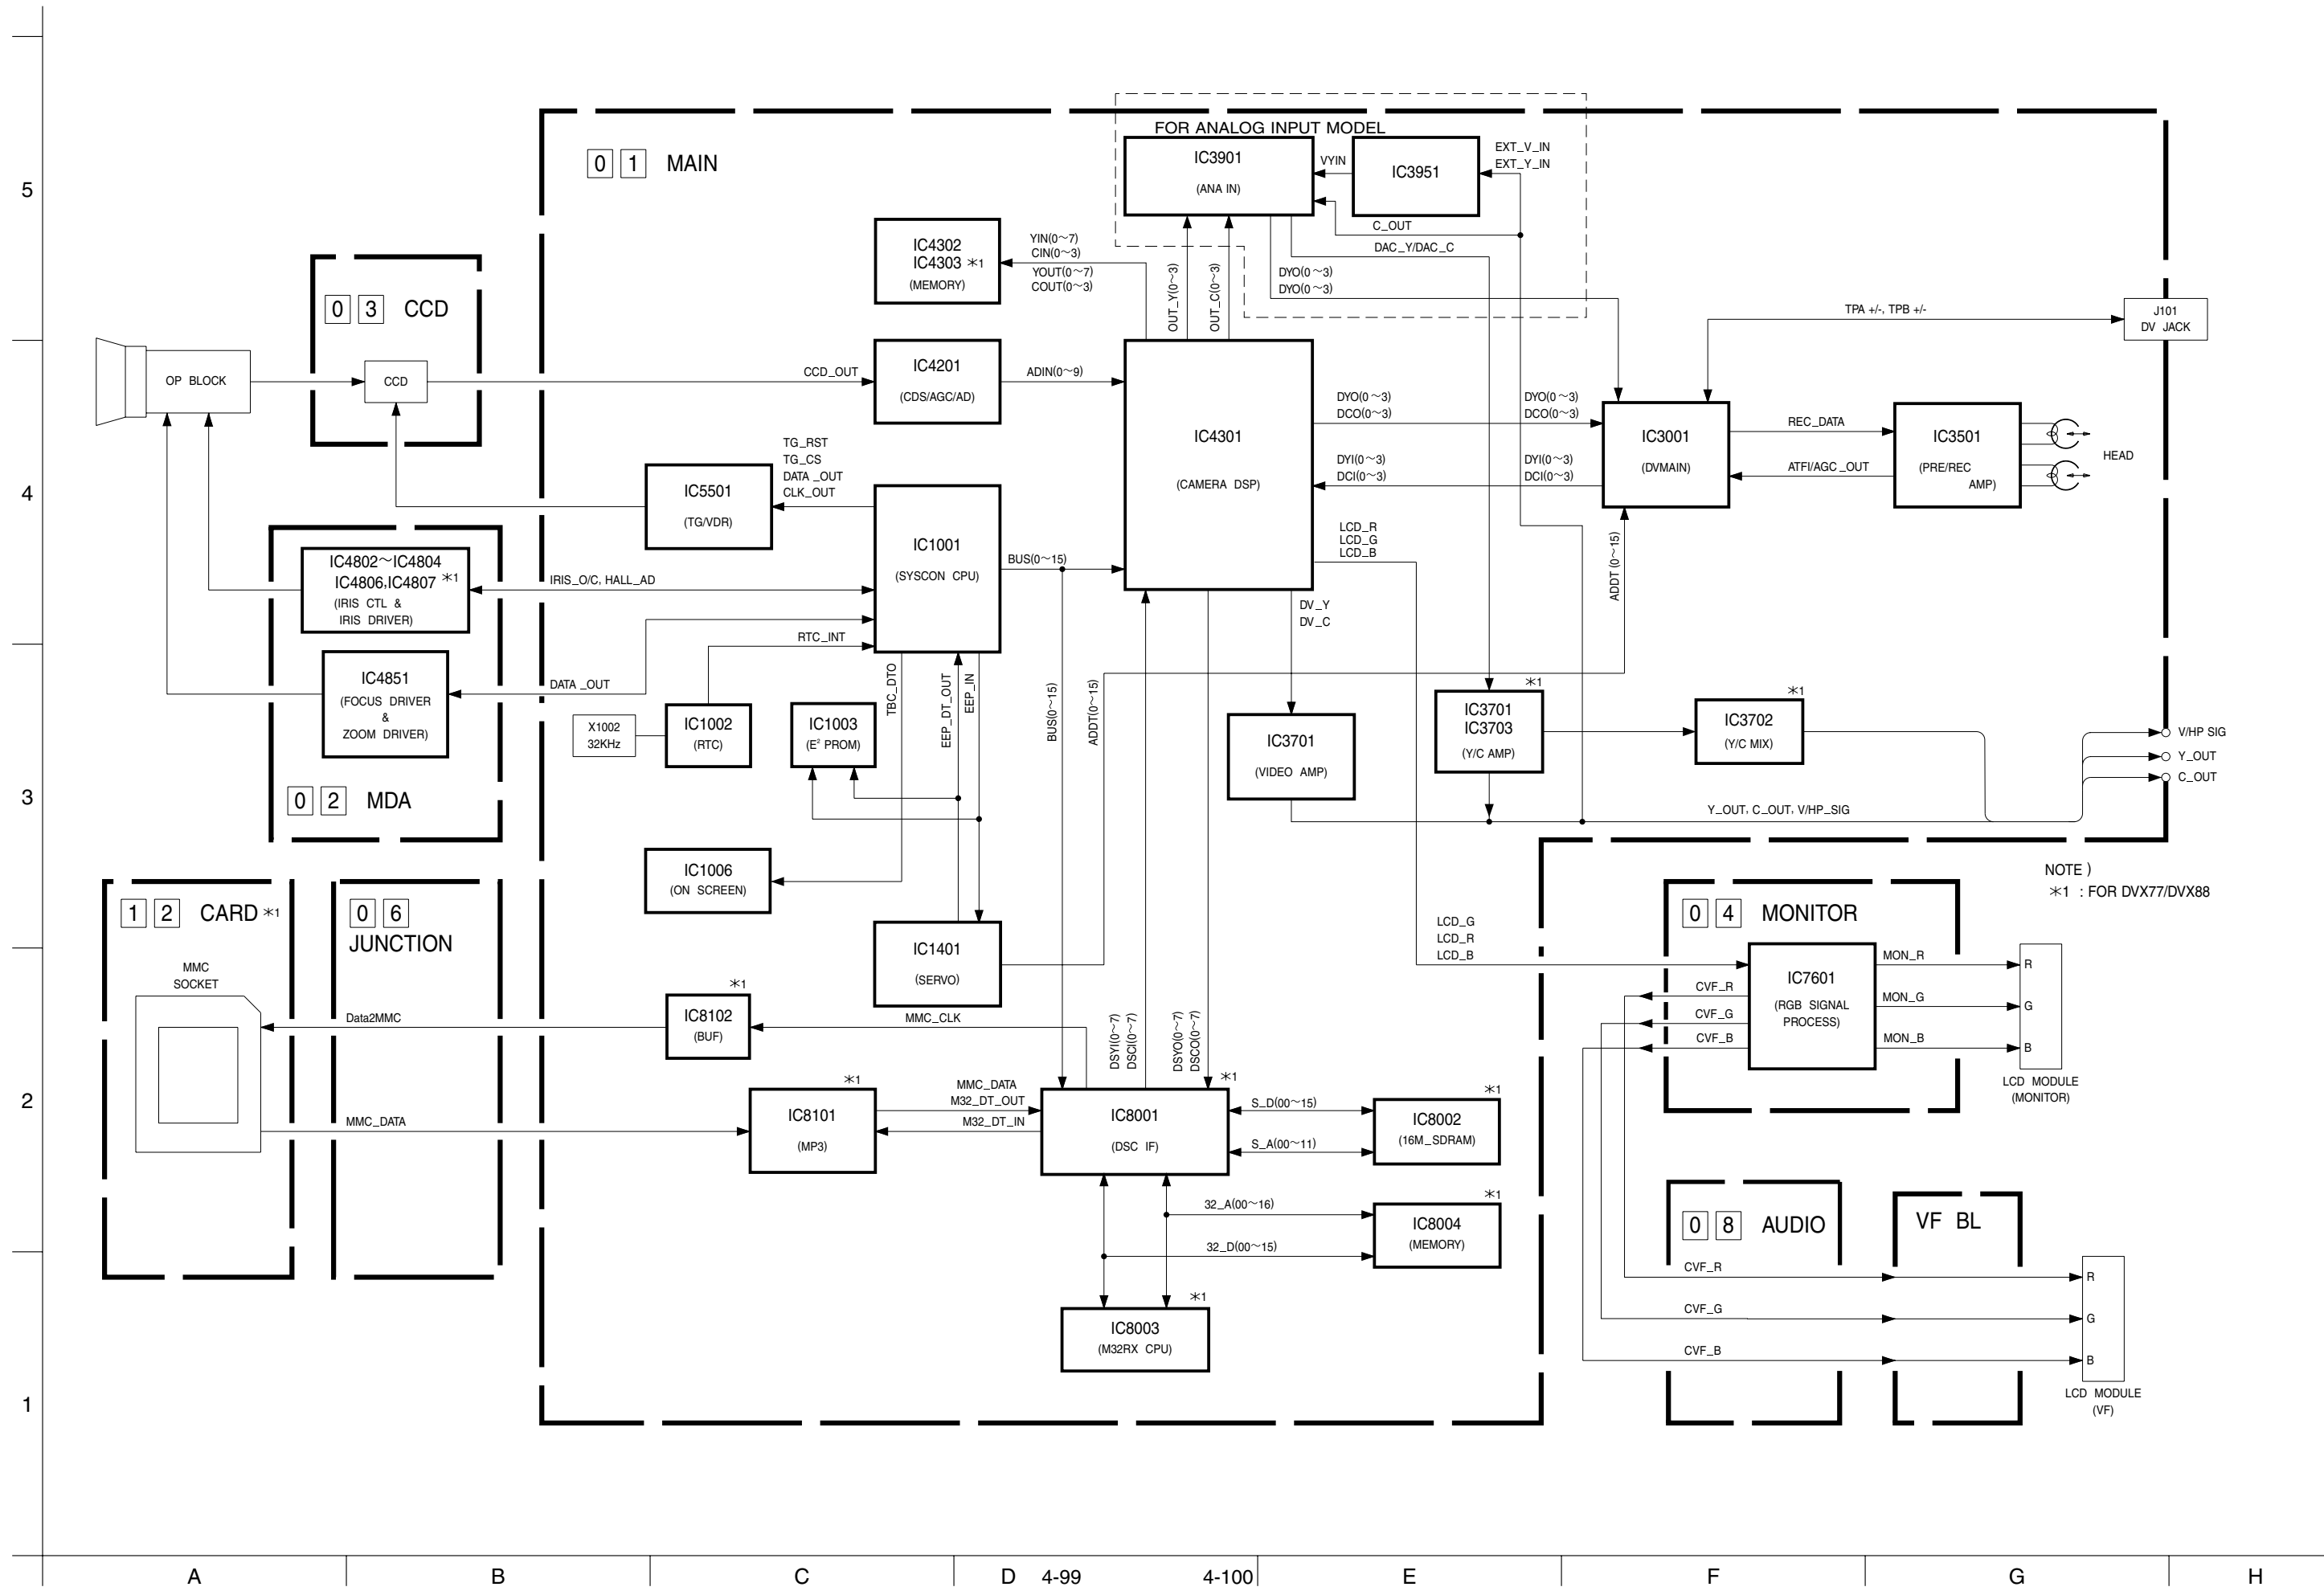 FOR ANALOG INPUT MODEL
0 1 MAIN
IC3901
(ANA IN)
VYIN
IC3951
EXT_V_IN
EXT_Y_IN
C_OUT
DAC_Y/DAC_C
5
IC4302
IC4303 ＊1
(MEMORY)
YIN(0～7)
CIN(0～3)
YOUT(0～7)
COUT(0～3)
OUT_Y(0～3)
OUT_C(0～3)
DYO(0～3)
DYO(0～3)
0 3 CCD
TPA +/-, TPB +/-
J101
DV JACK
OP BLOCK
CCD
CCD_OUT
IC4201
(CDS/AGC/AD)
ADIN(0～9)
IC4301
(CAMERA DSP)
DYO(0～3)
DCO(0～3)
DYO(0～3)
DCO(0～3)
DYI(0～3)
DCI(0～3)
DYI(0～3)
DCI(0～3)
IC3001
(DVMAIN)
REC_DATA
ATFI/AGC_OUT
IC3501
(PRE/REC
AMP)
HEAD
4
TG_RST
TG_CS
DATA _OUT
CLK_OUT
IC5501
(TG/VDR)
IC1001
(SYSCON CPU)
BUS(0～15)
LCD_R
LCD_G
LCD_B
ADDT (0～15)
IC4802～IC4804
IC4806,IC4807 ＊1
(IRIS CTL &
IRIS DRIVER)
IRIS_O/C, HALL_AD
DV_Y
DV_C
RTC_INT
IC4851
(FOCUS DRIVER
&
ZOOM DRIVER)
DATA _OUT
0 2 MDA
X1002
32KHz
IC1002
(RTC)
IC1003
(E² PROM)
TBC_DTO
EEP_DT_OUT
EEP_IN
BUS(0～15)
ADDT(0～15)
IC3701
(VIDEO AMP)
＊1
IC3701
IC3703
(Y/C AMP)
＊1
IC3702
(Y/C MIX)
V/HP SIG
Y_OUT
C_OUT
Y_OUT, C_OUT, V/HP_SIG
3
IC1006
(ON SCREEN)
NOTE )
＊1 : FOR DVX77/DVX88
1 2 CARD ＊1
0 6
JUNCTION
IC1401
(SERVO)
LCD_G
LCD_R
LCD_B
0 4 MONITOR
IC7601
(RGB SIGNAL
PROCESS)
MON_R
MON_G
MON_B
R
G
B
LCD MODULE
(MONITOR)
CVF_R
CVF_G
CVF_B
MMC
SOCKET
Data2MMC
＊1
IC8102
(BUF)
MMC_CLK
DSYI(0～7)
DSCI(0～7)
DSYO(0～7)
DSCO(0～7)
2
MMC_DATA
＊1
IC8101
(MP3)
MMC_DATA
M32_DT_OUT
M32_DT_IN
＊1
IC8001
(DSC IF)
S_D(00～15)
S_A(00～11)
＊1
IC8002
(16M_SDRAM)
32_A(00～16)
32_D(00～15)
＊1
IC8004
(MEMORY)
＊1
IC8003
(M32RX CPU)
0 8 AUDIO
VF BL
CVF_R
CVF_G
CVF_B
R
G
B
LCD MODULE
(VF)
1
A B C D 4-99 4-100 E F G H